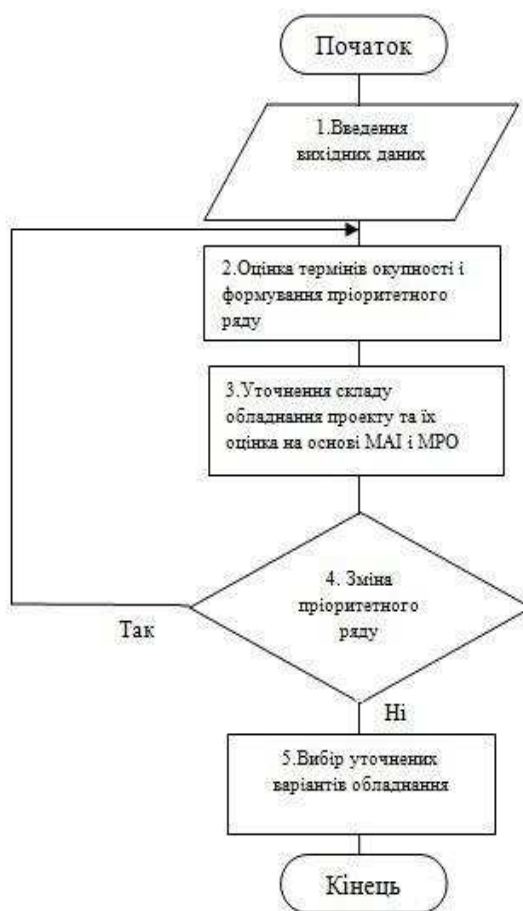 Початок
1.Введення
вихідних даних
2.Оцінка термінів окупності і
формування пріоритетного
ряду
3.Уточнення складу
обладнання проекту та їх
оцінка на основі МАІ і МРО
4. Зміна
пріоритетного
ряду
Так
Ні
5.Вибір уточнених
варіантів обладнання
Кінець